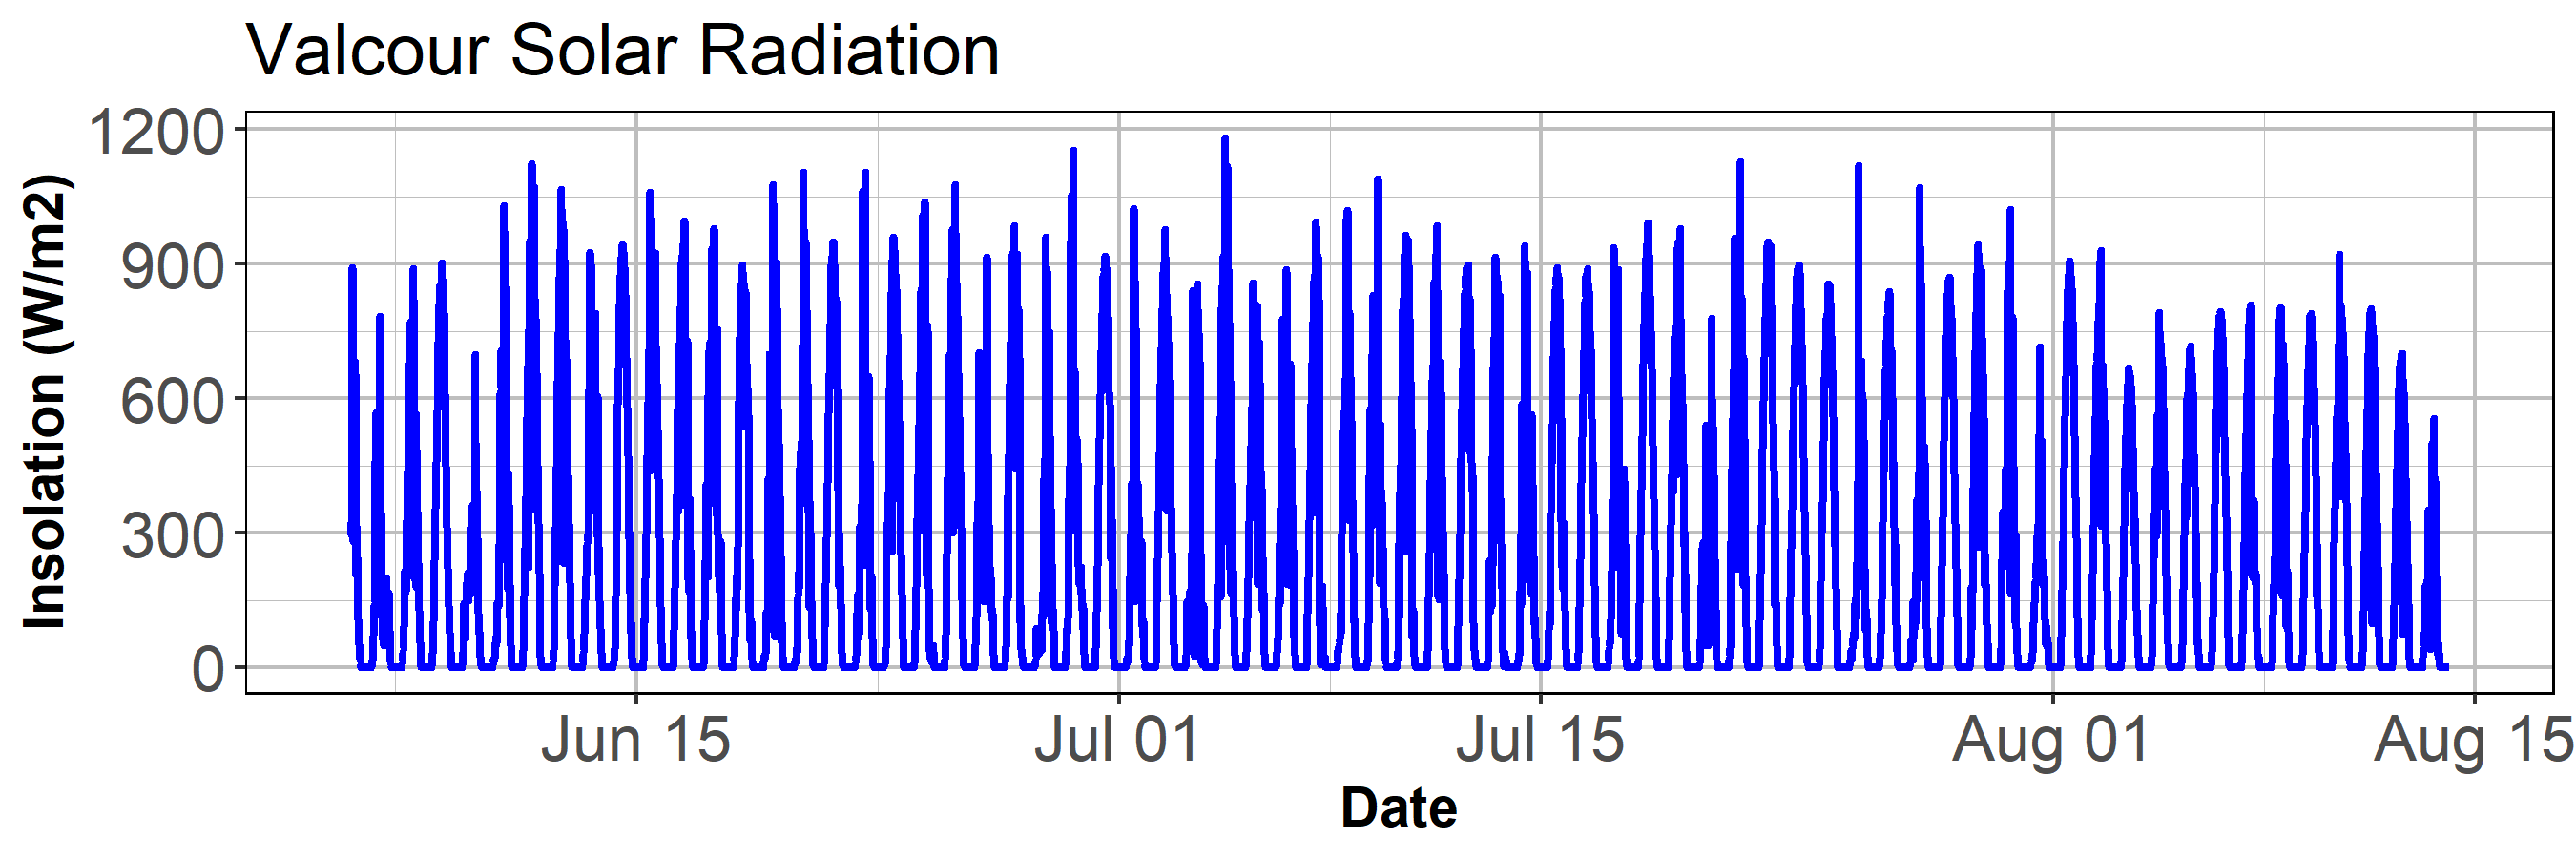 Valcour Solar Radiation
1200
900
600
300
0
Insolation (W/m2)
Jun 15 Jul 01 Jul 15 Aug 01 Aug 15
Date